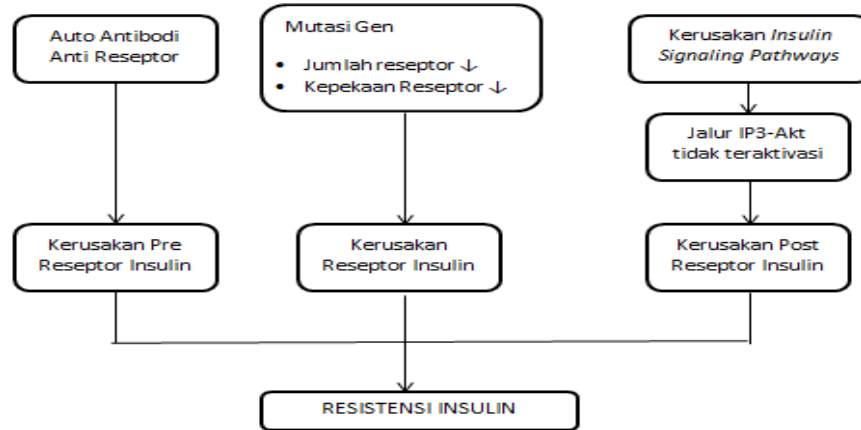 Auto Antibodi
Anti Reseptor
Mutasi Gen
• Jumlah reseptor ↓
• Kepekaan Reseptor ↓
Kerusakan Insulin
Signaling Pathways
Jalur IP3-Akt
tidak teraktivasi
Kerusakan Pre
Reseptor Insulin
Kerusakan
Reseptor Insulin
Kerusakan Post
Reseptor Insulin
RESISTENSI INSULIN